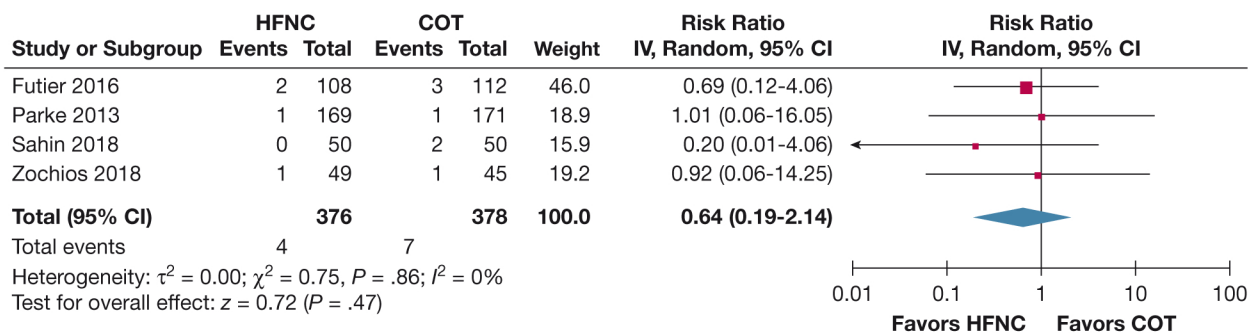 HFNC COT Risk Ratio Risk Ratio
Study or Subgroup Events Total Events Total Weight IV, Random, 95% CI IV, Random, 95% CI
Futier 2016 2 108 3 112 46.0 0.69 (0.12-4.06)
Parke 2013 1 169 1 171 18.9 1.01 (0.06-16.05)
Sahin 2018 0 50 2 50 15.9 0.20 (0.01-4.06)
Zochios 2018 1 49 1 45 19.2 0.92 (0.06-14.25)
Total (95% CI) 376 378 100.0 0.64 (0.19-2.14)
Total events 4 7
Heterogeneity: τ² = 0.00; χ² = 0.75, P = .86; I² = 0%
Test for overall effect: z = 0.72 (P = .47)
0.01 0.1 1 10 100
Favors HFNC Favors COT